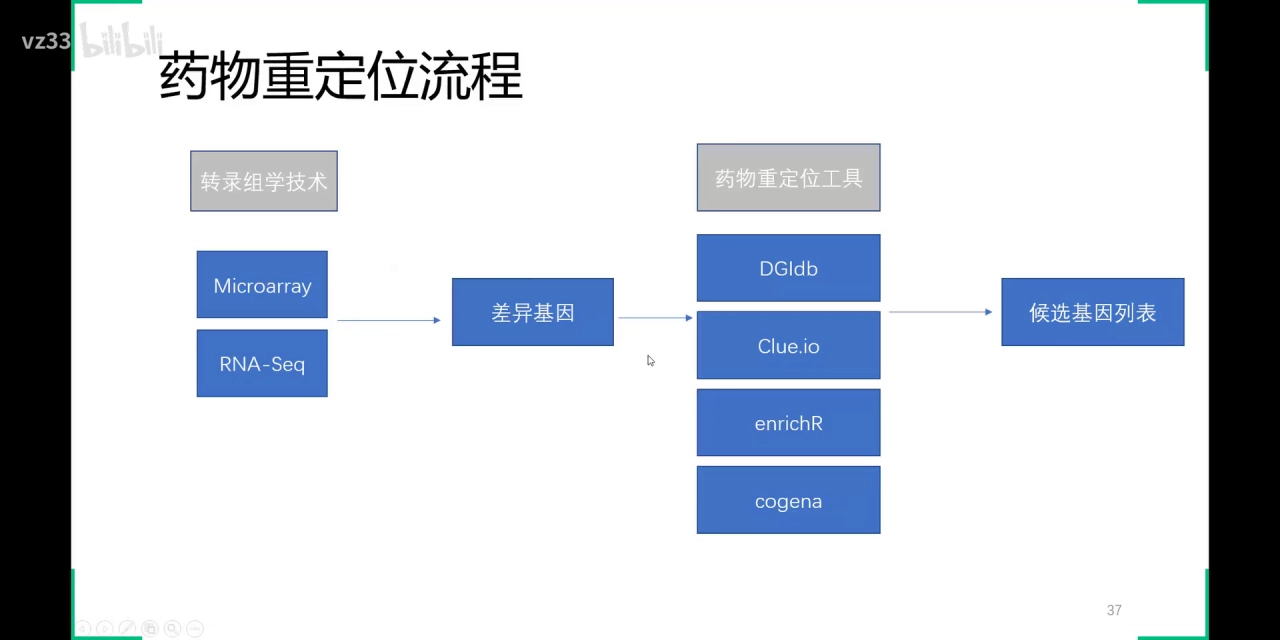 vz33 bilibili
药物重定位流程
转录组学技术
药物重定位工具
Microarray
RNA-Seq
差异基因
DGIdb
Clue.io
enrichR
cogena
候选基因列表
37